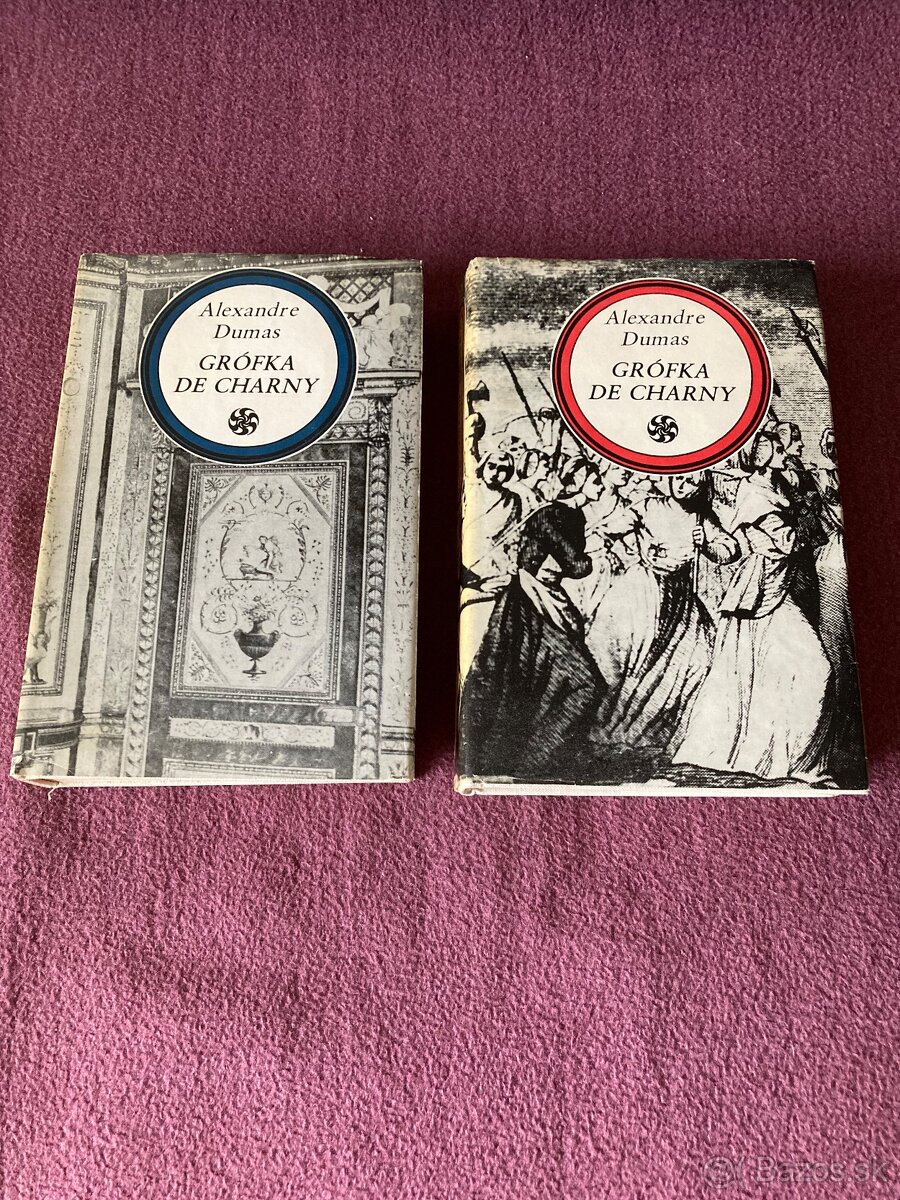 Alexandre
Dumas
GRÓFKA
DE CHARNY
Alexandre
Dumas
GRÓFKA
DE CHARNY
Bazos.sk